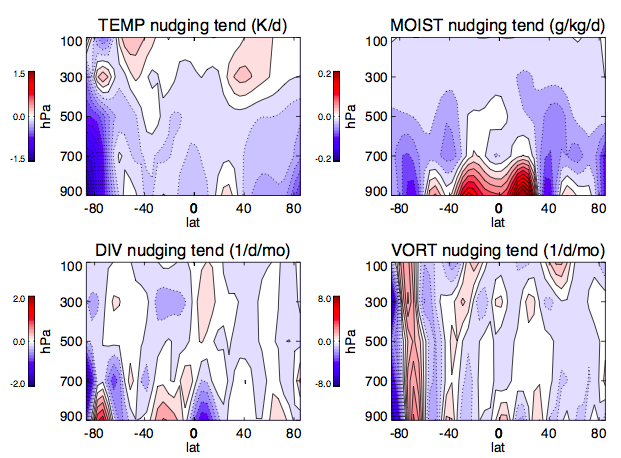 TEMP nudging tend (K/d)
100
300
500
700
900
hPa
1.5
0.0
-1.5
-80 -40 0 40 80
lat
MOIST nudging tend (g/kg/d)
100
300
500
700
900
hPa
0.2
0.0
-0.2
-80 -40 0 40 80
lat
DIV nudging tend (1/d/mo)
100
300
500
700
900
hPa
2.0
0.0
-2.0
-80 -40 0 40 80
lat
VORT nudging tend (1/d/mo)
100
300
500
700
900
hPa
8.0
0.0
-8.0
-80 -40 0 40 80
lat